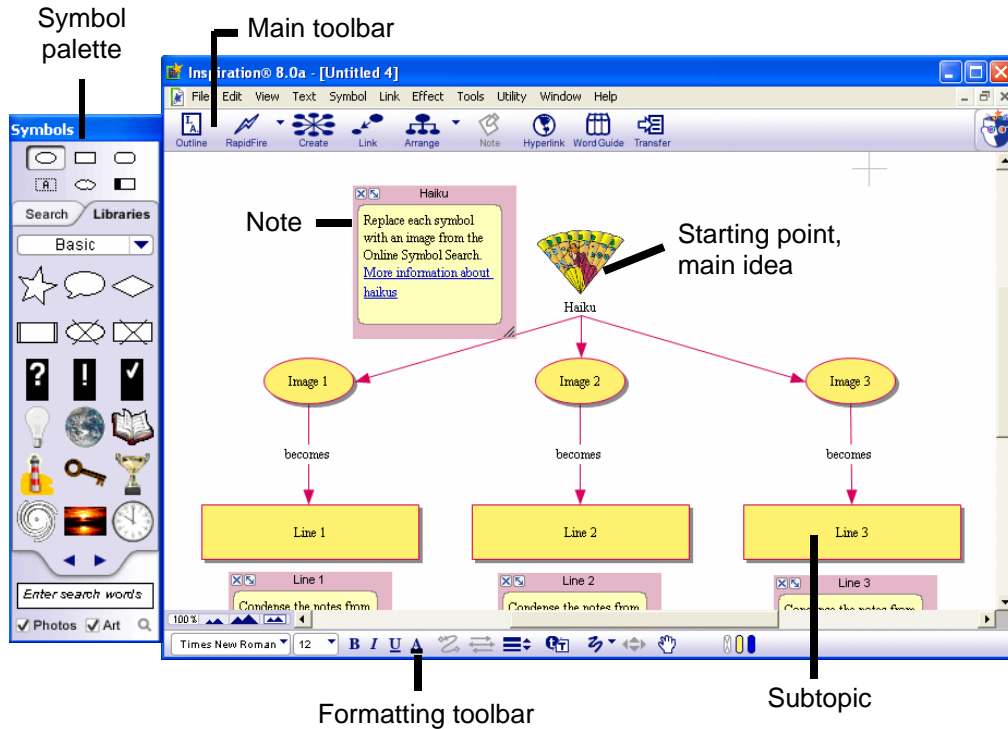 Symbol
palette
Main toolbar
Inspiration® 8.0a - [Untitled 4]
File Edit View Text Symbol Link Effect Tools Utility Window Help
Outline RapidFire Create Link Arrange Note Hyperlink Word Guide Transfer
Symbols
A
Search Libraries
Basic
Enter search words
Photos Art
Note
Haiku
Replace each symbol
with an image from the
Online Symbol Search.
More information about
haikus
Starting point,
main idea
Haiku
Image 1 Image 2 Image 3
becomes becomes becomes
Line 1 Line 2 Line 3
Line 1 Line 2 Line 3
Condense the notes from Condense the notes from Condense the notes from
100%
Times New Roman 12 B I U A
Formatting toolbar
Subtopic